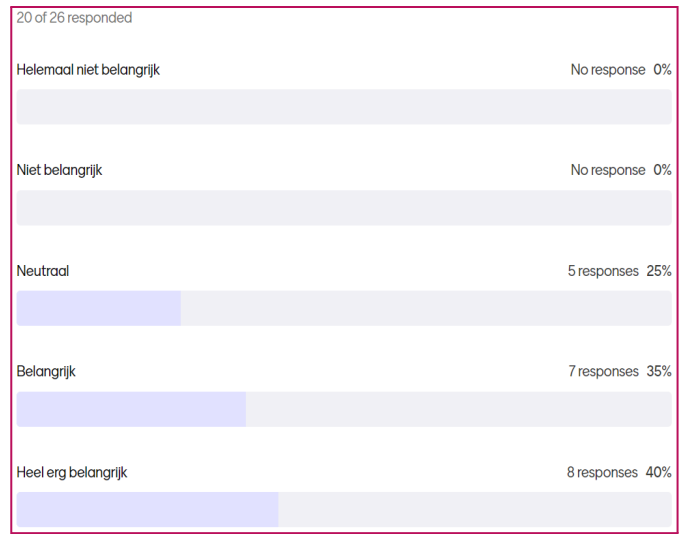 20 of 26 responded
Helemaal niet belangrijk No response 0%
Niet belangrijk No response 0%
Neutraal 5 responses 25%
Belangrijk 7 responses 35%
Heel erg belangrijk 8 responses 40%